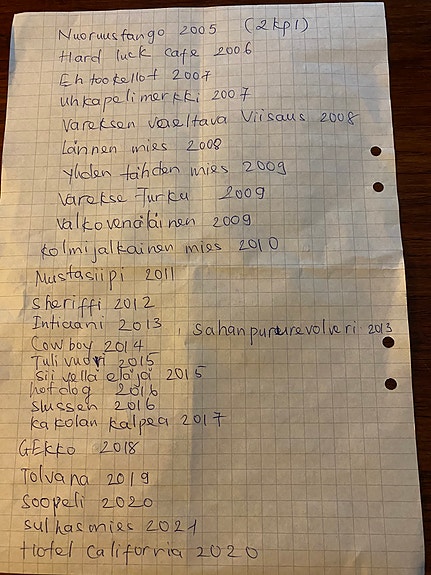 Nuoruustango 2005 (2kpl)
Hard luck cafe 2006
Ehtookellot 2007
uhkapelimerkki 2007
Vareksen vaeltava Viisaus 2008
Lännen mies 2008
yhden tähden mies 2009
Varekse Turku 2009
Valkovenäläinen 2009
Kolmijalkainen mies 2010
Mustasiipi 2011
Sheriffi 2012
Intiaani 2013, Sahanpururevolveri 2013
Cowboy 2014
Tulivuori 2015
siivellä eläjä 2015
hotdog 2016
slussen 2016
kakolan kalpea 2017
GEKKO 2018
Tolvana 2019
Soopeli 2020
sulhasmies 2021
Hotel California 2020